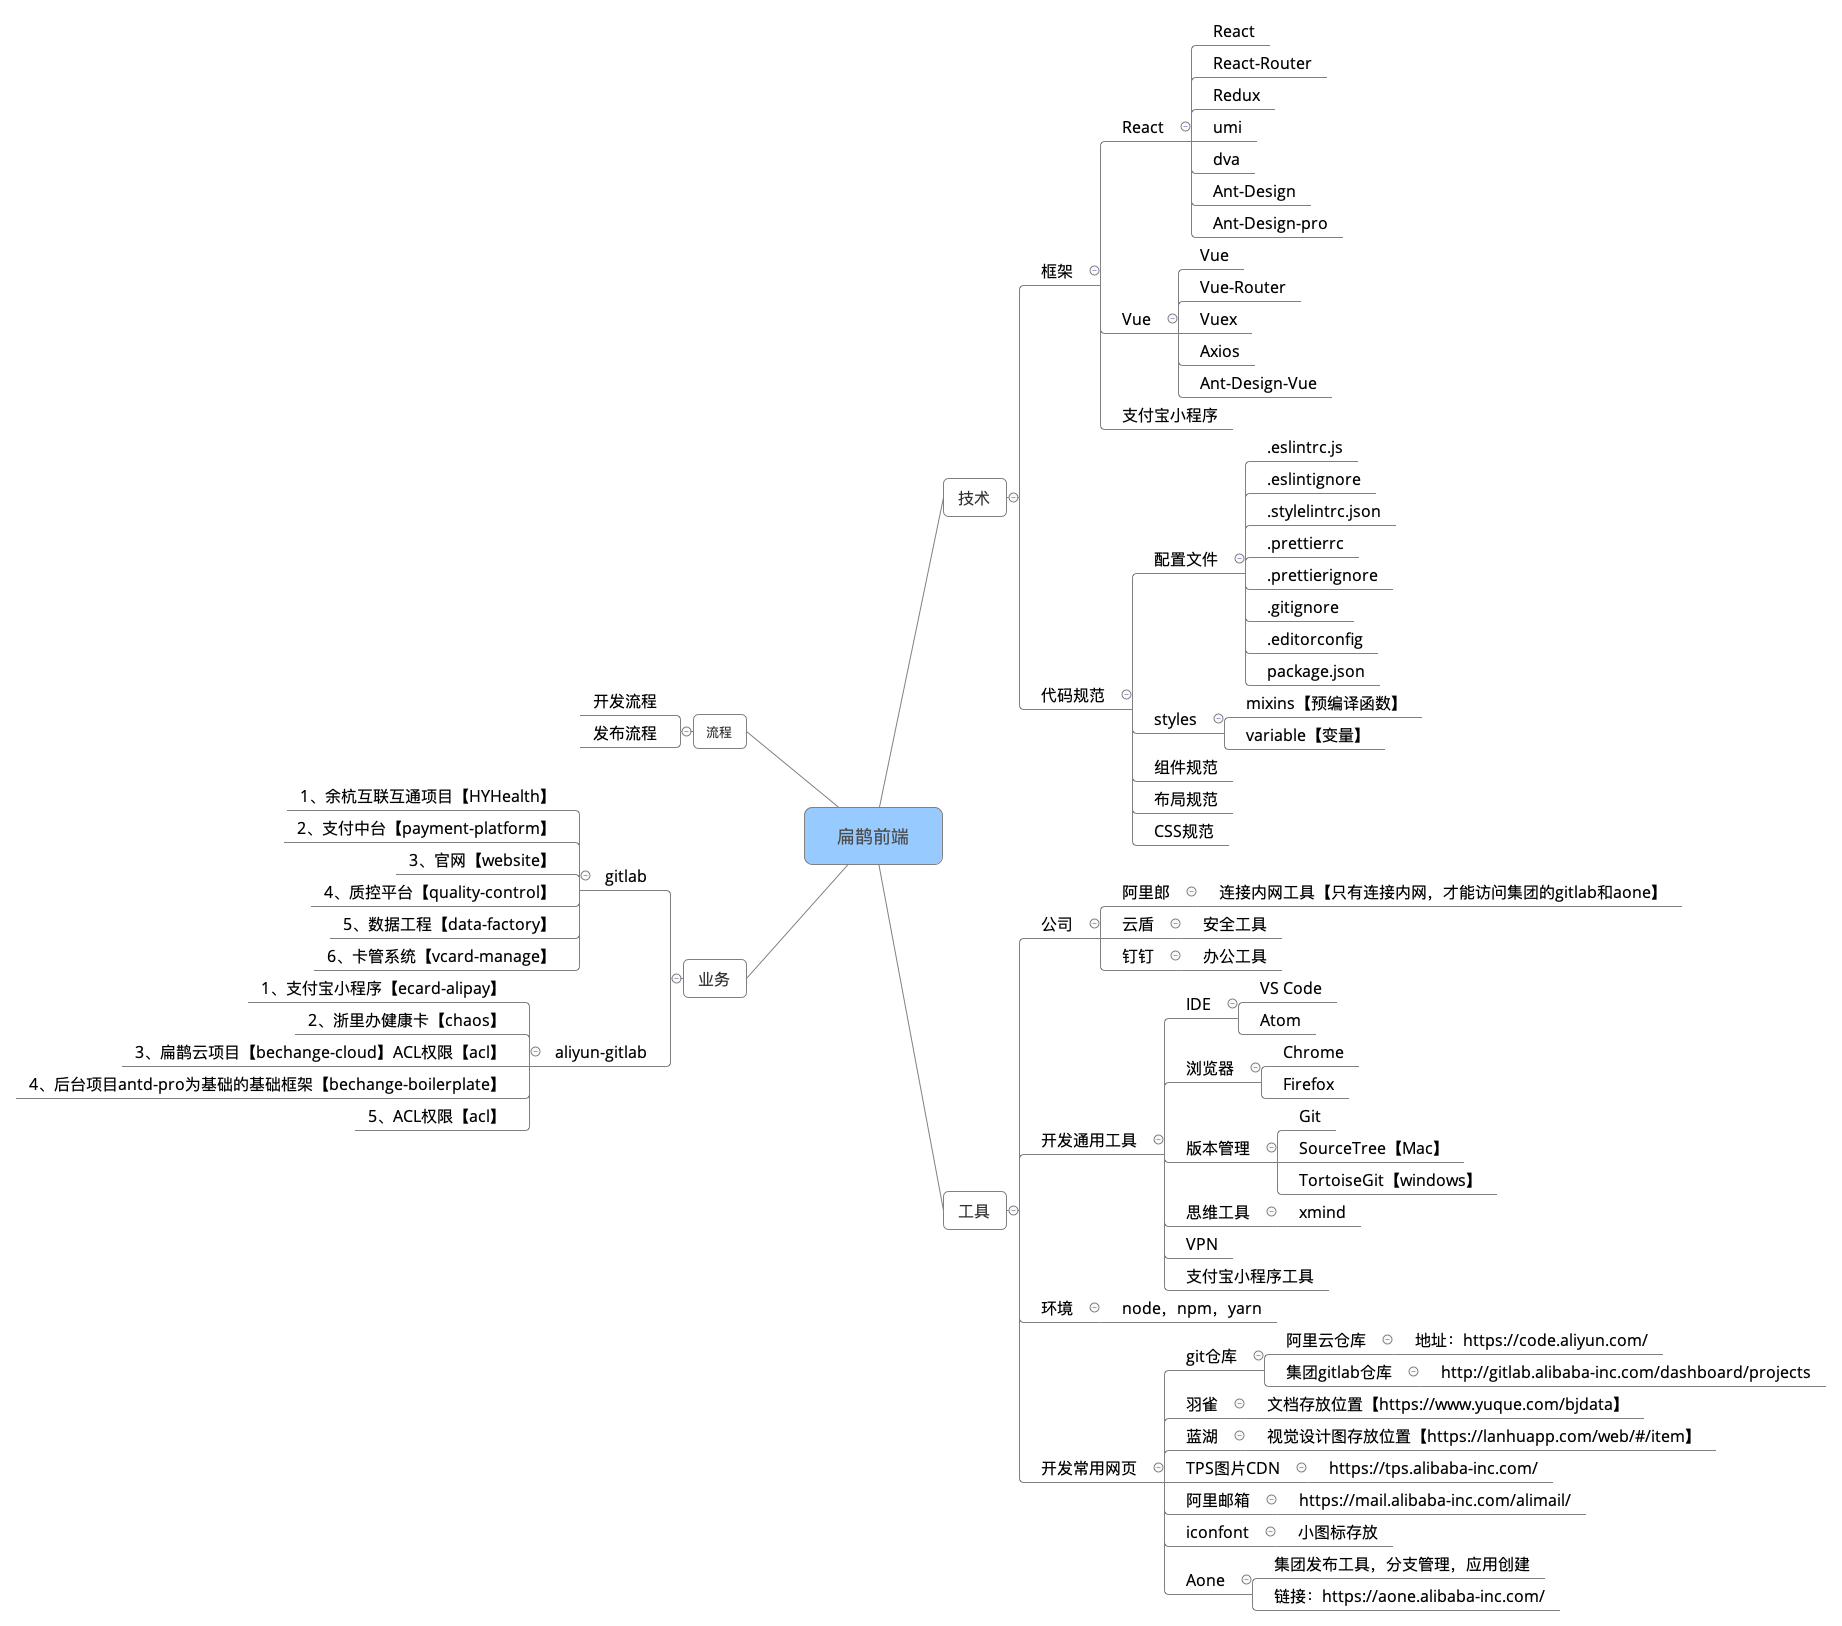 扁鹊前端
技术
框架
React
React
React-Router
Redux
umi
dva
Ant-Design
Ant-Design-pro
Vue
Vue
Vue-Router
Vuex
Axios
Ant-Design-Vue
支付宝小程序
代码规范
配置文件
.eslintrc.js
.eslintignore
.stylelintrc.json
.prettierrc
.prettierignore
.gitignore
.editorconfig
package.json
styles
mixins【预编译函数】
variable【变量】
组件规范
布局规范
CSS规范
工具
公司
阿里郎
连接内网工具【只有连接内网，才能访问集团的gitlab和aone】
云盾
安全工具
钉钉
办公工具
开发通用工具
IDE
VS Code
Atom
浏览器
Chrome
Firefox
版本管理
Git
SourceTree【Mac】
TortoiseGit【windows】
思维工具
xmind
VPN
支付宝小程序工具
环境
node，npm，yarn
开发常用网页
git仓库
阿里云仓库
地址：https://code.aliyun.com/
集团gitlab仓库
http://gitlab.alibaba-inc.com/dashboard/projects
羽雀
文档存放位置【https://www.yuque.com/bjdata】
蓝湖
视觉设计图存放位置【https://lanhuapp.com/web/#/item】
TPS图片CDN
https://tps.alibaba-inc.com/
阿里邮箱
https://mail.alibaba-inc.com/alimail/
iconfont
小图标存放
Aone
集团发布工具，分支管理，应用创建
链接：https://aone.alibaba-inc.com/
流程
开发流程
发布流程
业务
gitlab
1、余杭互联互通项目【HYHealth】
2、支付中台【payment-platform】
3、官网【website】
4、质控平台【quality-control】
5、数据工程【data-factory】
6、卡管系统【vcard-manage】
aliyun-gitlab
1、支付宝小程序【ecard-alipay】
2、浙里办健康卡【chaos】
3、扁鹊云项目【bechange-cloud】ACL权限【acl】
4、后台项目antd-pro为基础的基础框架【bechange-boilerplate】
5、ACL权限【acl】